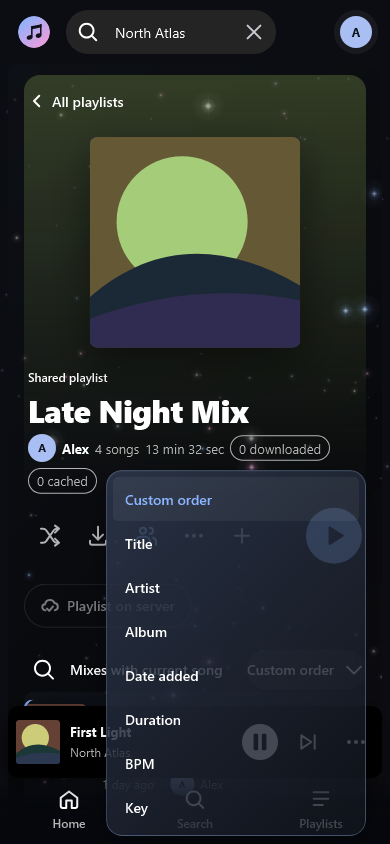 North Atlas
A
All playlists
Shared playlist
Late Night Mix
A Alex 4 songs 13 min 32 sec 0 downloaded
0 cached
Custom order
Title
Artist
Album
Date added
Duration
BPM
Key
Playlist on server
Mixes with current song Custom order
First Light
North Atlas
1 day ago A Alex
Home Search Playlists